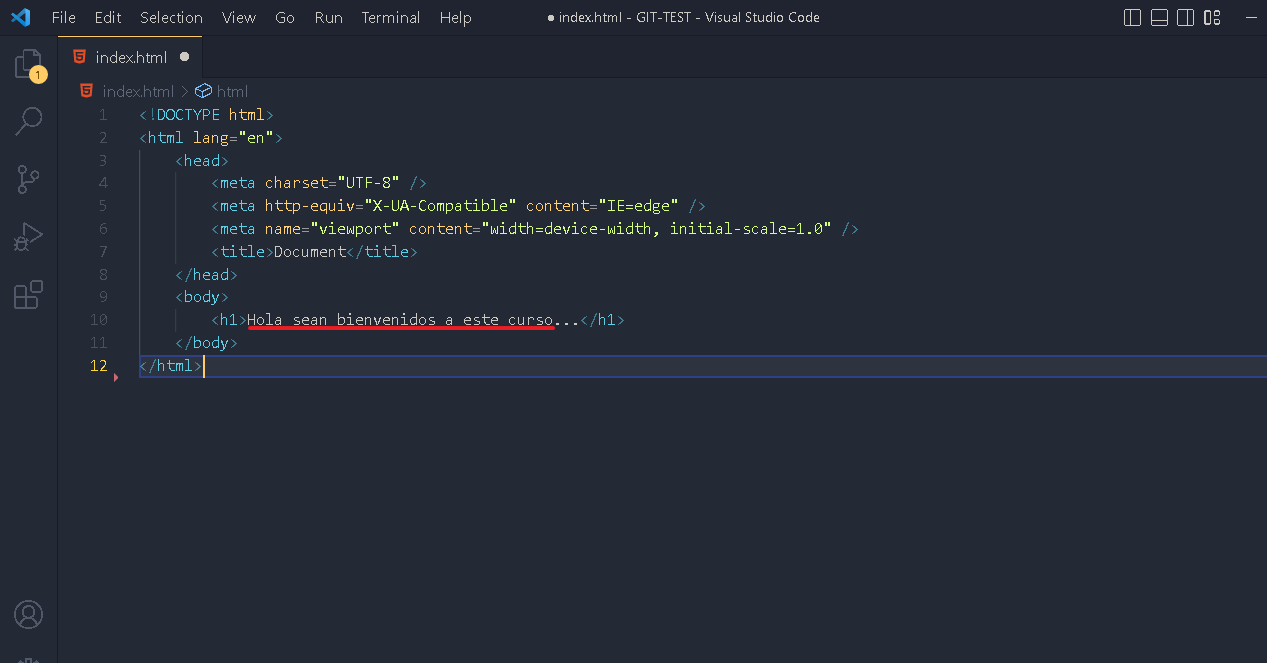 File Edit Selection View Go Run Terminal Help ● index.html - GIT-TEST - Visual Studio Code
index.html ●
1
index.html > html
1 <!DOCTYPE html>
2 <html lang="en">
3 <head>
4 <meta charset="UTF-8" />
5 <meta http-equiv="X-UA-Compatible" content="IE=edge" />
6 <meta name="viewport" content="width=device-width, initial-scale=1.0" />
7 <title>Document</title>
8 </head>
9 <body>
10 <h1>Hola sean bienvenidos a este curso...</h1>
11 </body>
12 </html>